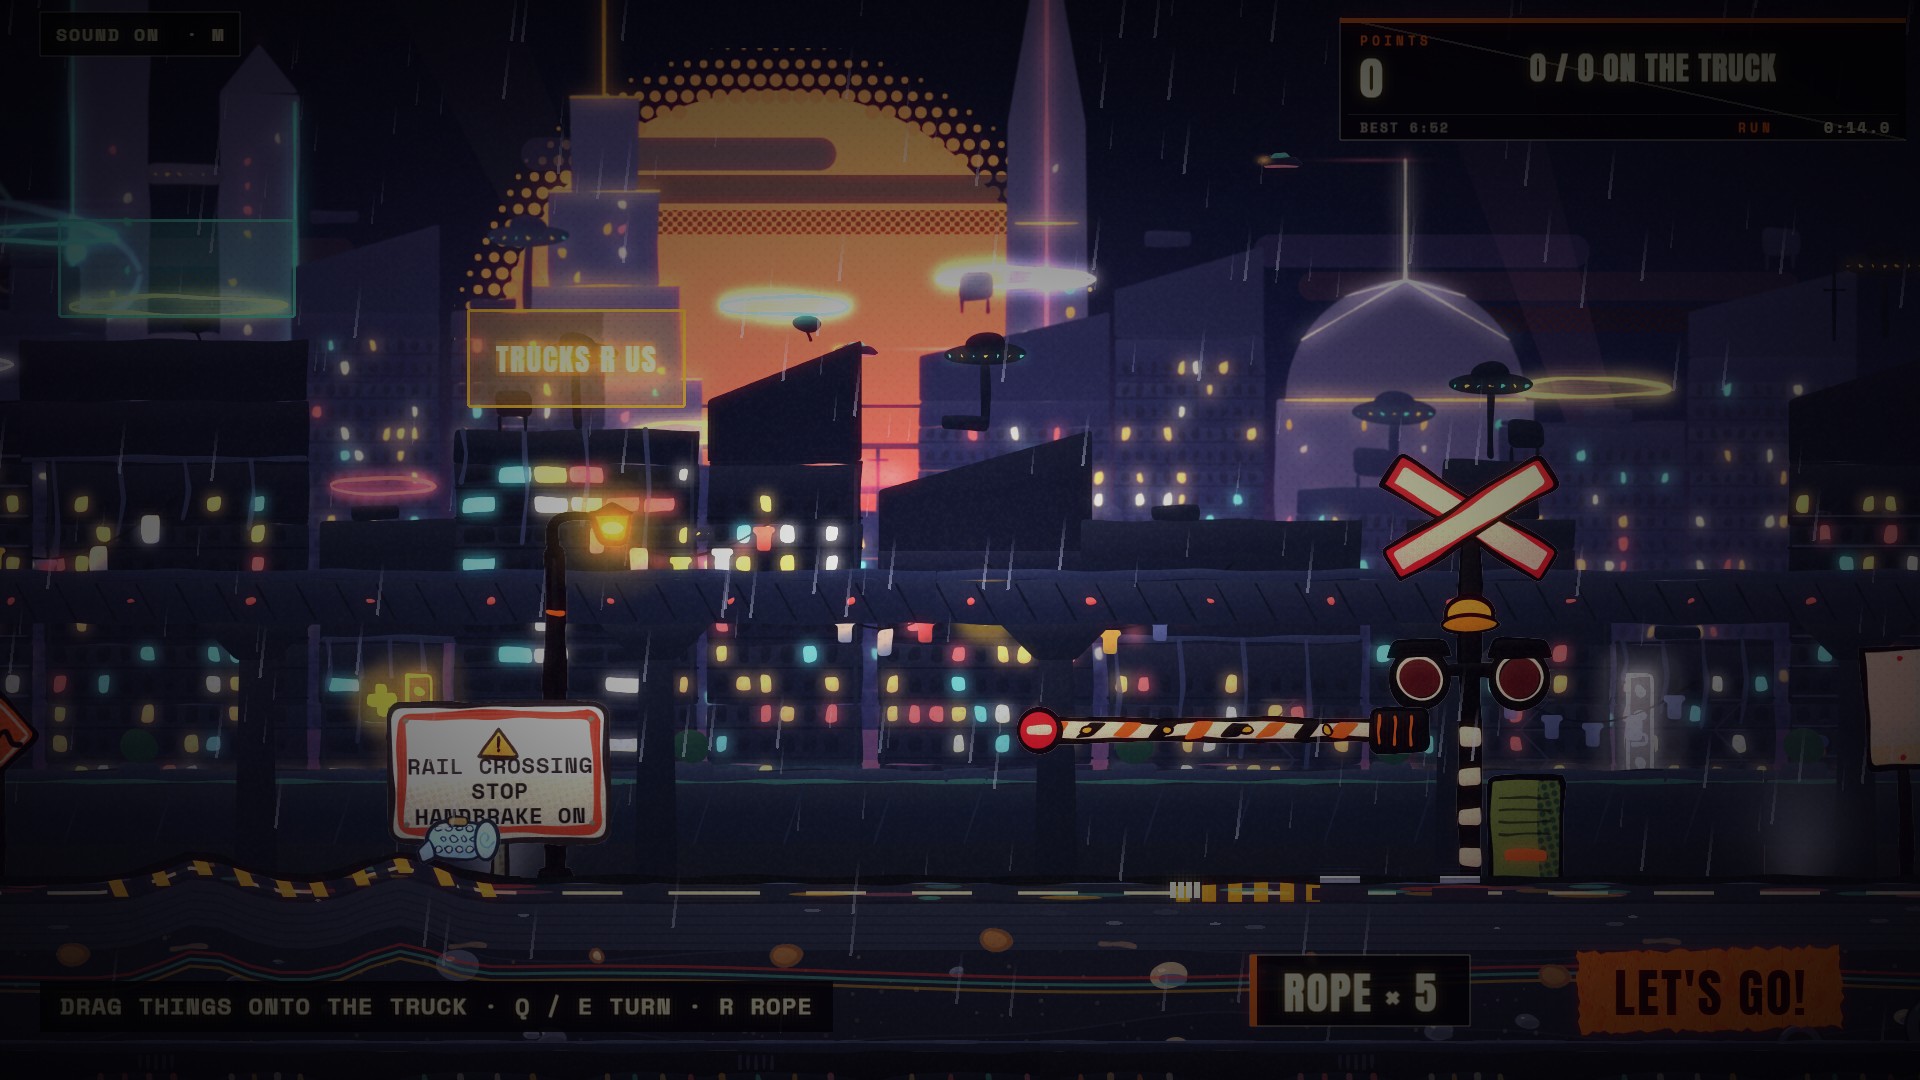 SOUND ON · M
POINTS
0
0 / 0 ON THE TRUCK
BEST 6:52
RUN 0:14.0
TRUCKS R US
RAIL CROSSING
STOP
HANDBRAKE ON
DRAG THINGS ONTO THE TRUCK · Q / E TURN · R ROPE
ROPE × 5
LET'S GO!